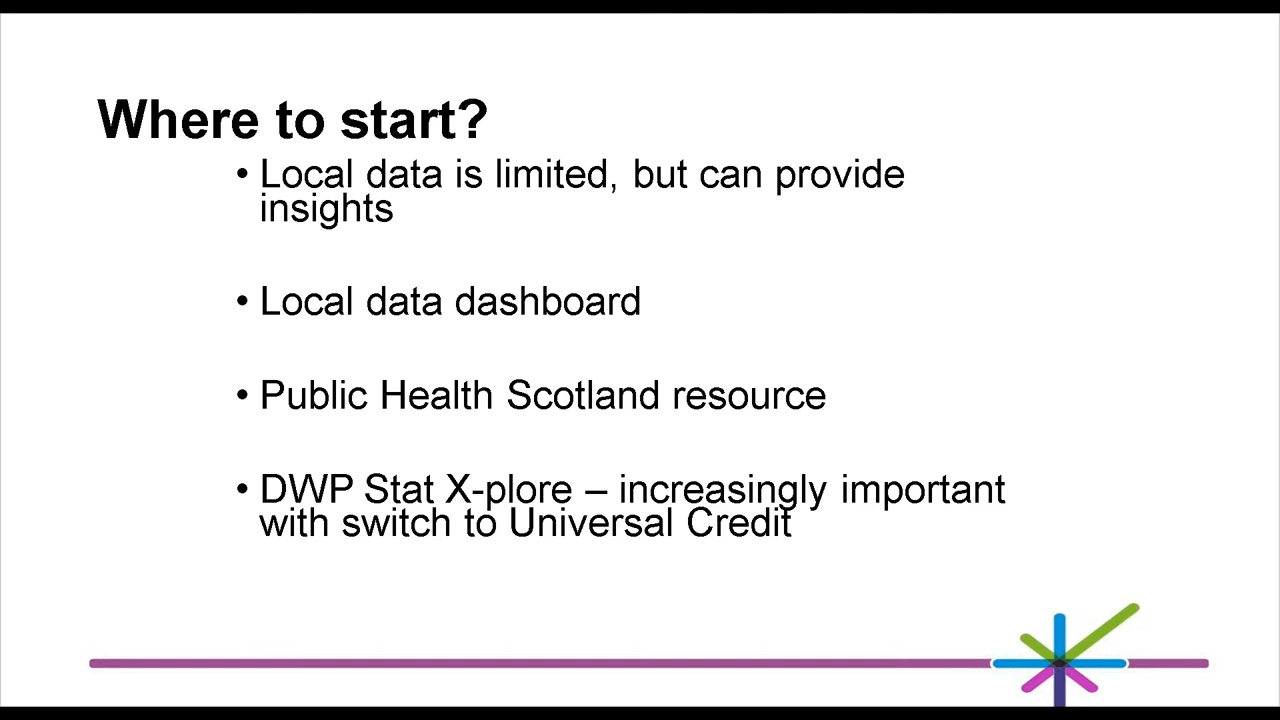 Where to start?
• Local data is limited, but can provide
insights
• Local data dashboard
• Public Health Scotland resource
• DWP Stat X-plore – increasingly important
with switch to Universal Credit